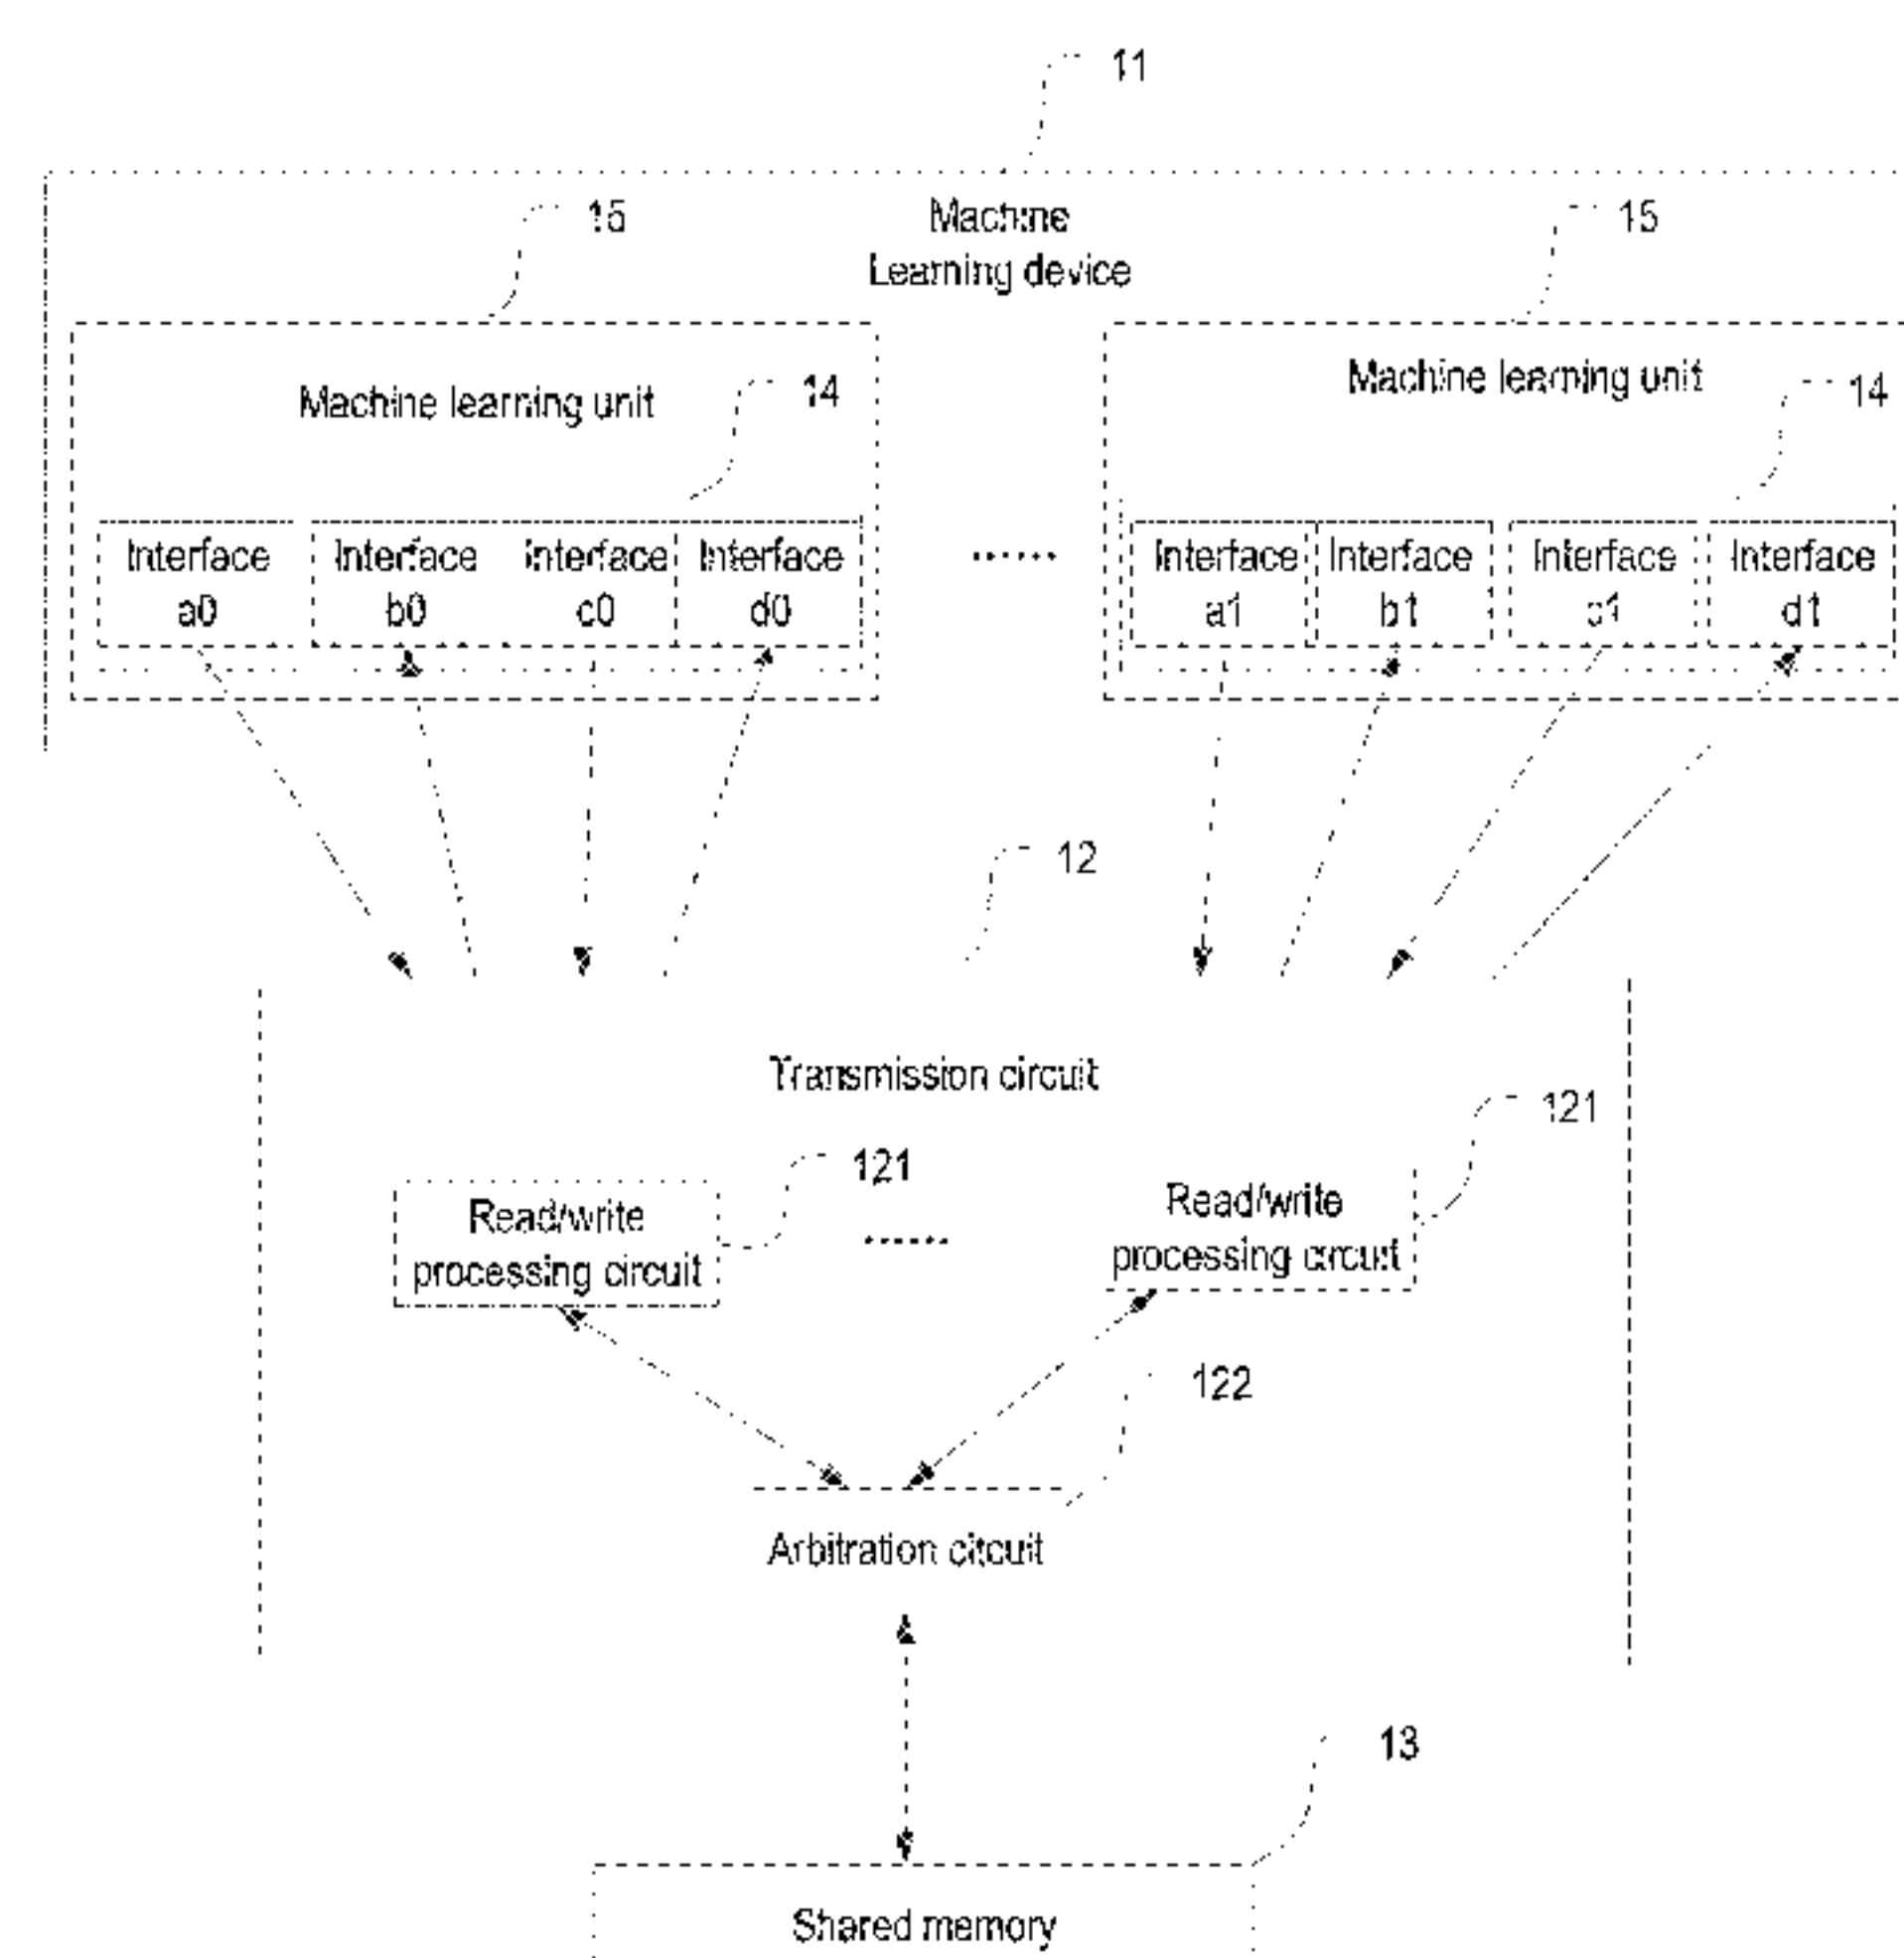 11
15
Machine
Learning device
15
Machine learning unit
14
Machine learning unit
14
Interface
a0
Interface
b0
Interface
c0
Interface
d0
......
Interface
a1
Interface
b1
Interface
c1
Interface
d1
12
Transmission circuit
121
121
Read/write
processing circuit
......
Read/write
processing circuit
122
Arbitration citcuit
13
Shared memory